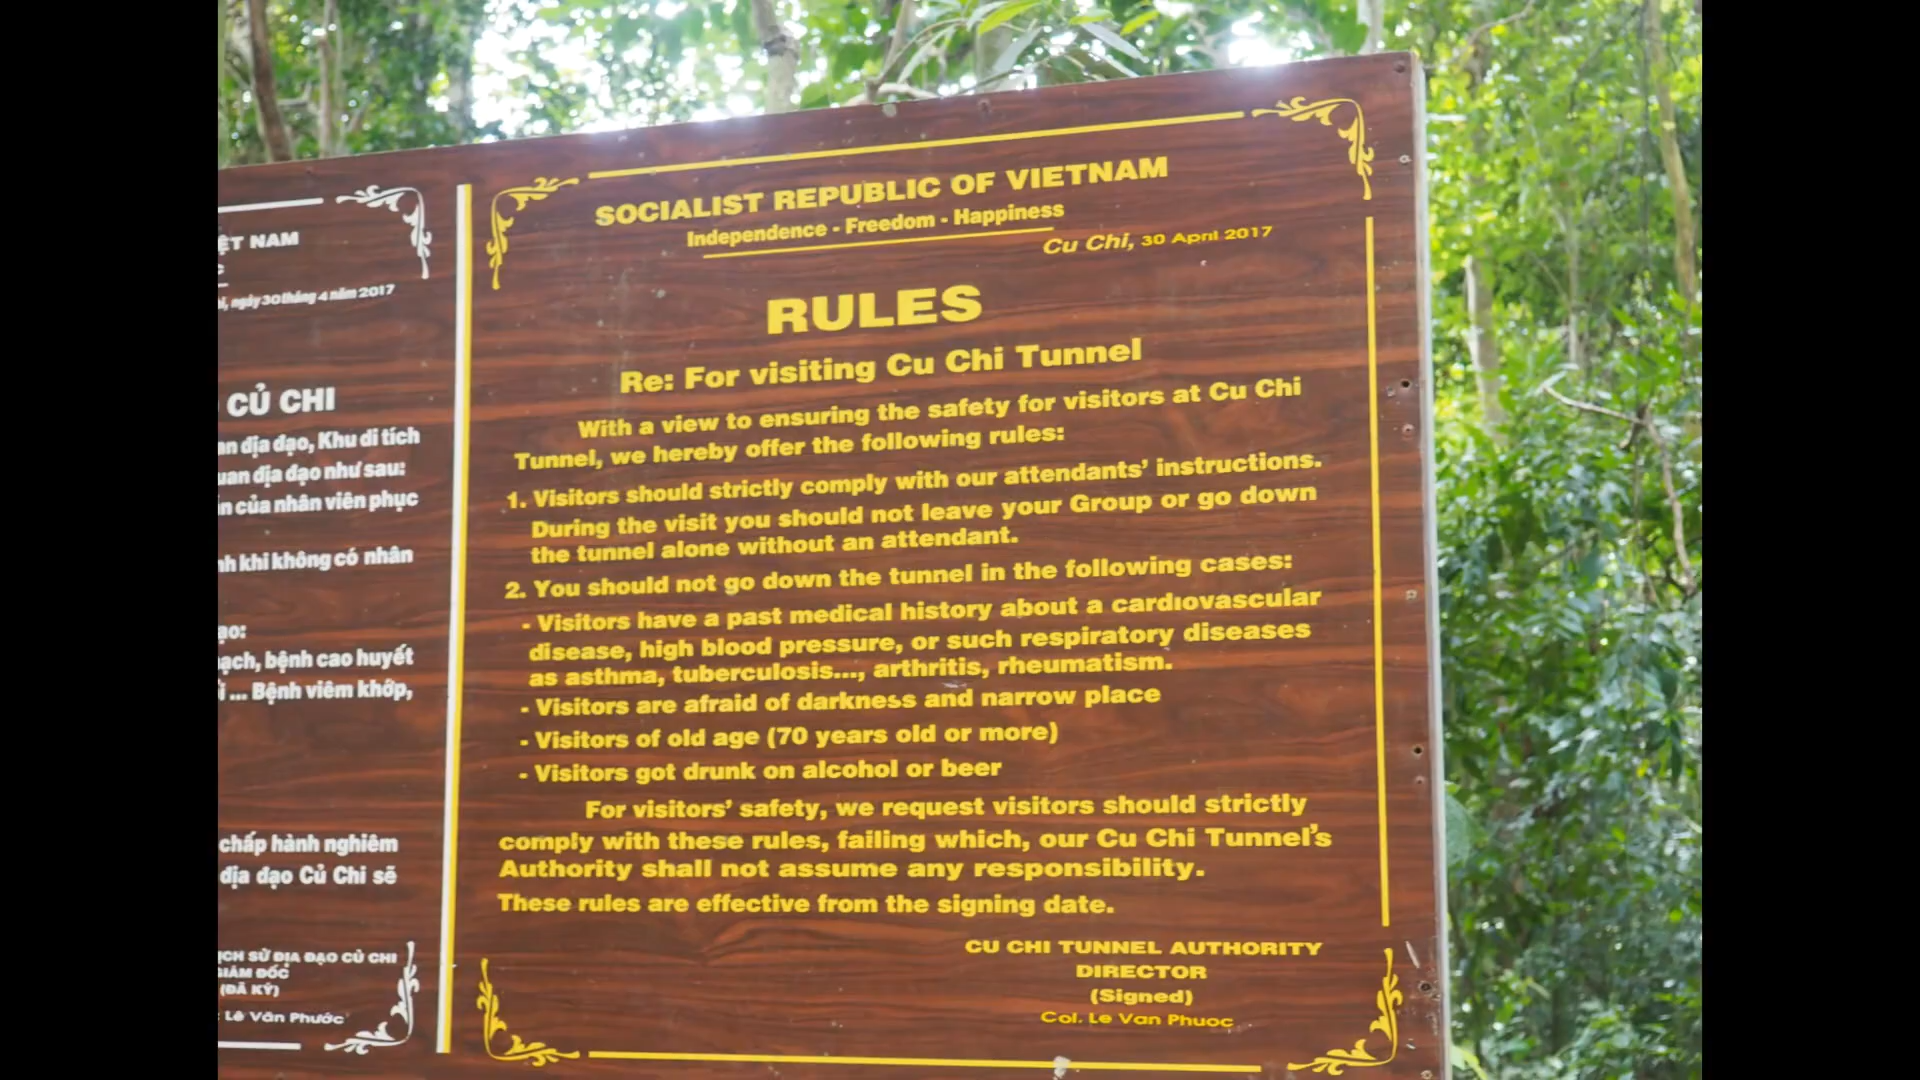 ỆT NAM
ngày 30 tháng 4 năm 2017
CỦ CHI
địa đạo, Khu di tích
địa đạo như sau:
của nhân viên phục
khi không có nhân
bệnh cao huyết
... Bệnh viêm khớp,
chấp hành nghiêm
địa đạo Củ Chi sẽ
SỬ ĐỊA ĐẠO CỦ CHI
GIÁM ĐỐC
(ĐÃ KÝ)
Lê Văn Phước
SOCIALIST REPUBLIC OF VIETNAM
Independence - Freedom - Happiness
Cu Chi, 30 April 2017
RULES
Re: For visiting Cu Chi Tunnel
With a view to ensuring the safety for visitors at Cu Chi
Tunnel, we hereby offer the following rules:
1. Visitors should strictly comply with our attendants' instructions.
During the visit you should not leave your Group or go down
the tunnel alone without an attendant.
2. You should not go down the tunnel in the following cases:
- Visitors have a past medical history about a cardiovascular
disease, high blood pressure, or such respiratory diseases
as asthma, tuberculosis..., arthritis, rheumatism.
- Visitors are afraid of darkness and narrow place
- Visitors of old age (70 years old or more)
- Visitors got drunk on alcohol or beer
For visitors' safety, we request visitors should strictly
comply with these rules, failing which, our Cu Chi Tunnel's
Authority shall not assume any responsibility.
These rules are effective from the signing date.
CU CHI TUNNEL AUTHORITY
DIRECTOR
(Signed)
Col. Le Van Phuoc